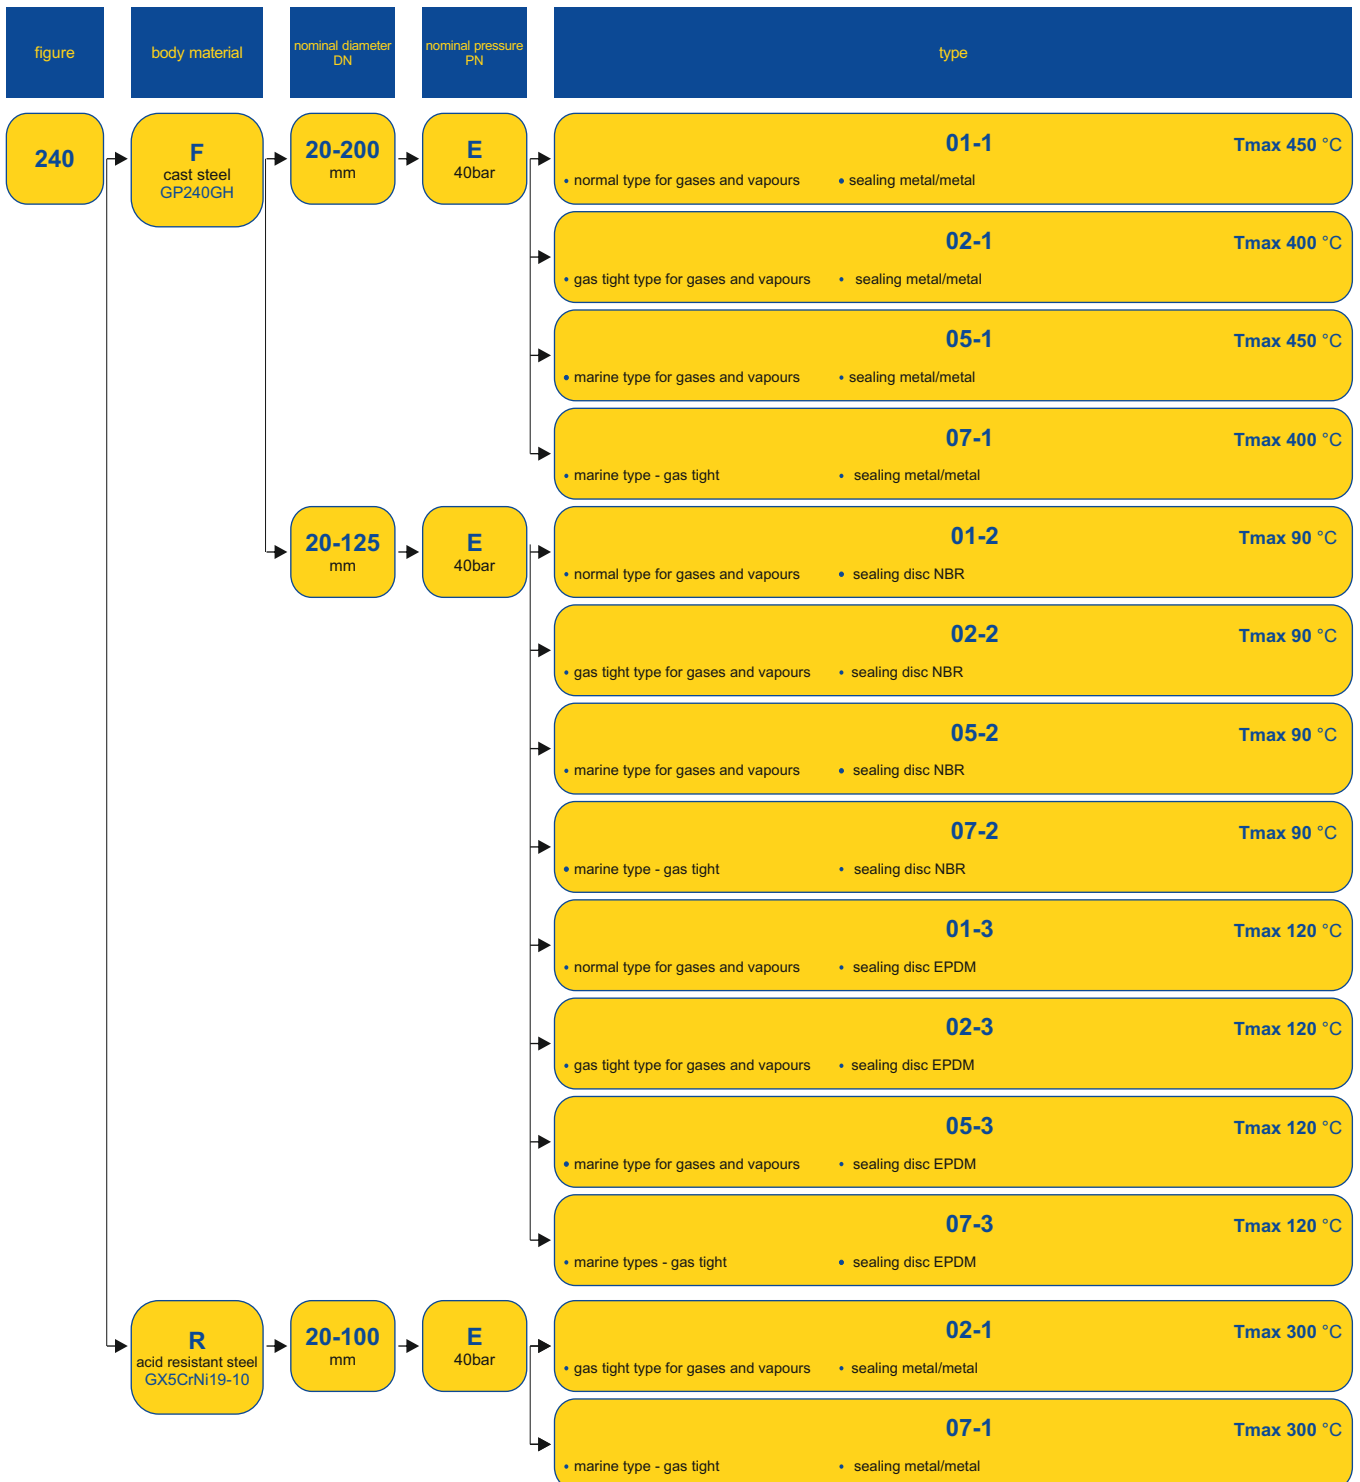 figure
body material
nominal diameter
DN
nominal pressure
PN
type
240
F
cast steel
GP240GH
20-200
mm
E
40bar
01-1
Tmax 450 °C
• normal type for gases and vapours
• sealing metal/metal
02-1
Tmax 400 °C
• gas tight type for gases and vapours
• sealing metal/metal
05-1
Tmax 450 °C
• marine type for gases and vapours
• sealing metal/metal
07-1
Tmax 400 °C
• marine type - gas tight
• sealing metal/metal
20-125
mm
E
40bar
01-2
Tmax 90 °C
• normal type for gases and vapours
• sealing disc NBR
02-2
Tmax 90 °C
• gas tight type for gases and vapours
• sealing disc NBR
05-2
Tmax 90 °C
• marine type for gases and vapours
• sealing disc NBR
07-2
Tmax 90 °C
• marine type - gas tight
• sealing disc NBR
01-3
Tmax 120 °C
• normal type for gases and vapours
• sealing disc EPDM
02-3
Tmax 120 °C
• gas tight type for gases and vapours
• sealing disc EPDM
05-3
Tmax 120 °C
• marine type for gases and vapours
• sealing disc EPDM
07-3
Tmax 120 °C
• marine types - gas tight
• sealing disc EPDM
R
acid resistant steel
GX5CrNi19-10
20-100
mm
E
40bar
02-1
Tmax 300 °C
• gas tight type for gases and vapours
• sealing metal/metal
07-1
Tmax 300 °C
• marine type - gas tight
• sealing metal/metal